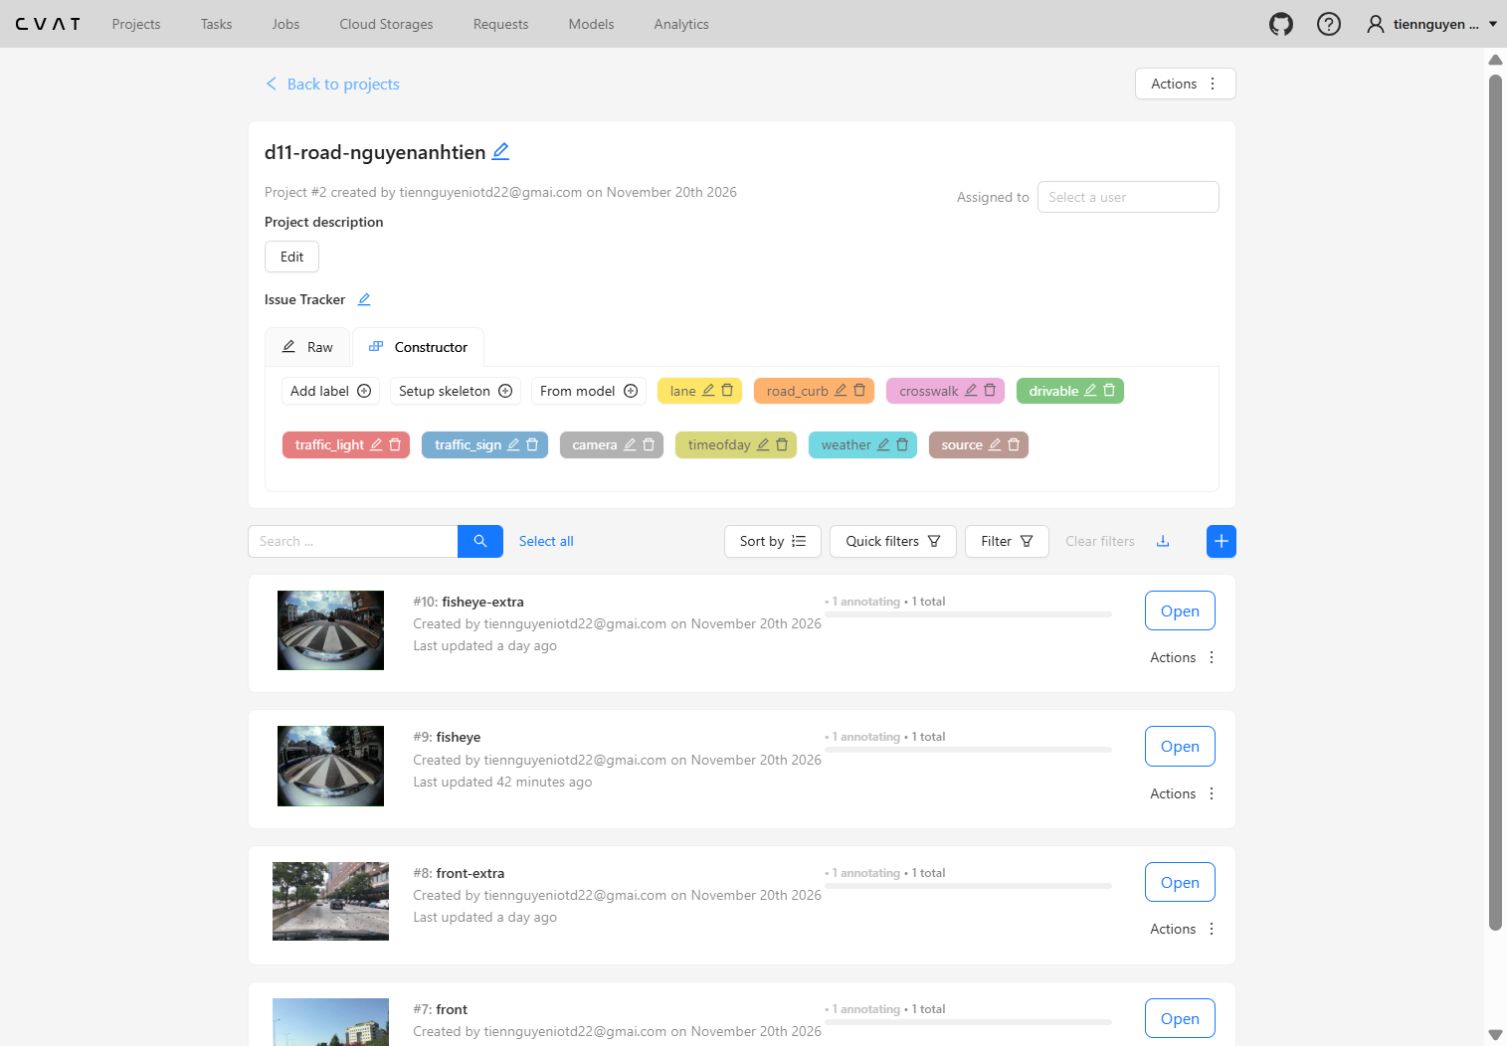 CVAT Projects Tasks Jobs Cloud Storages Requests Models Analytics tiennguyen ...
Back to projects Actions
d11-road-nguyenanhtien
Project #2 created by tiennguyeniotd22@gmai.com on November 20th 2026
Assigned to Select a user
Project description
Edit
Issue Tracker
Raw Constructor
Add label Setup skeleton From model lane road_curb crosswalk drivable
traffic_light traffic_sign camera timeofday weather source
Search ... Select all Sort by Quick filters Filter Clear filters
#10: fisheye-extra • 1 annotating • 1 total Open
Created by tiennguyeniotd22@gmai.com on November 20th 2026
Last updated a day ago Actions
#9: fisheye • 1 annotating • 1 total Open
Created by tiennguyeniotd22@gmai.com on November 20th 2026
Last updated 42 minutes ago Actions
#8: front-extra • 1 annotating • 1 total Open
Created by tiennguyeniotd22@gmai.com on November 20th 2026
Last updated a day ago Actions
#7: front • 1 annotating • 1 total Open
Created by tiennguyeniotd22@gmai.com on November 20th 2026